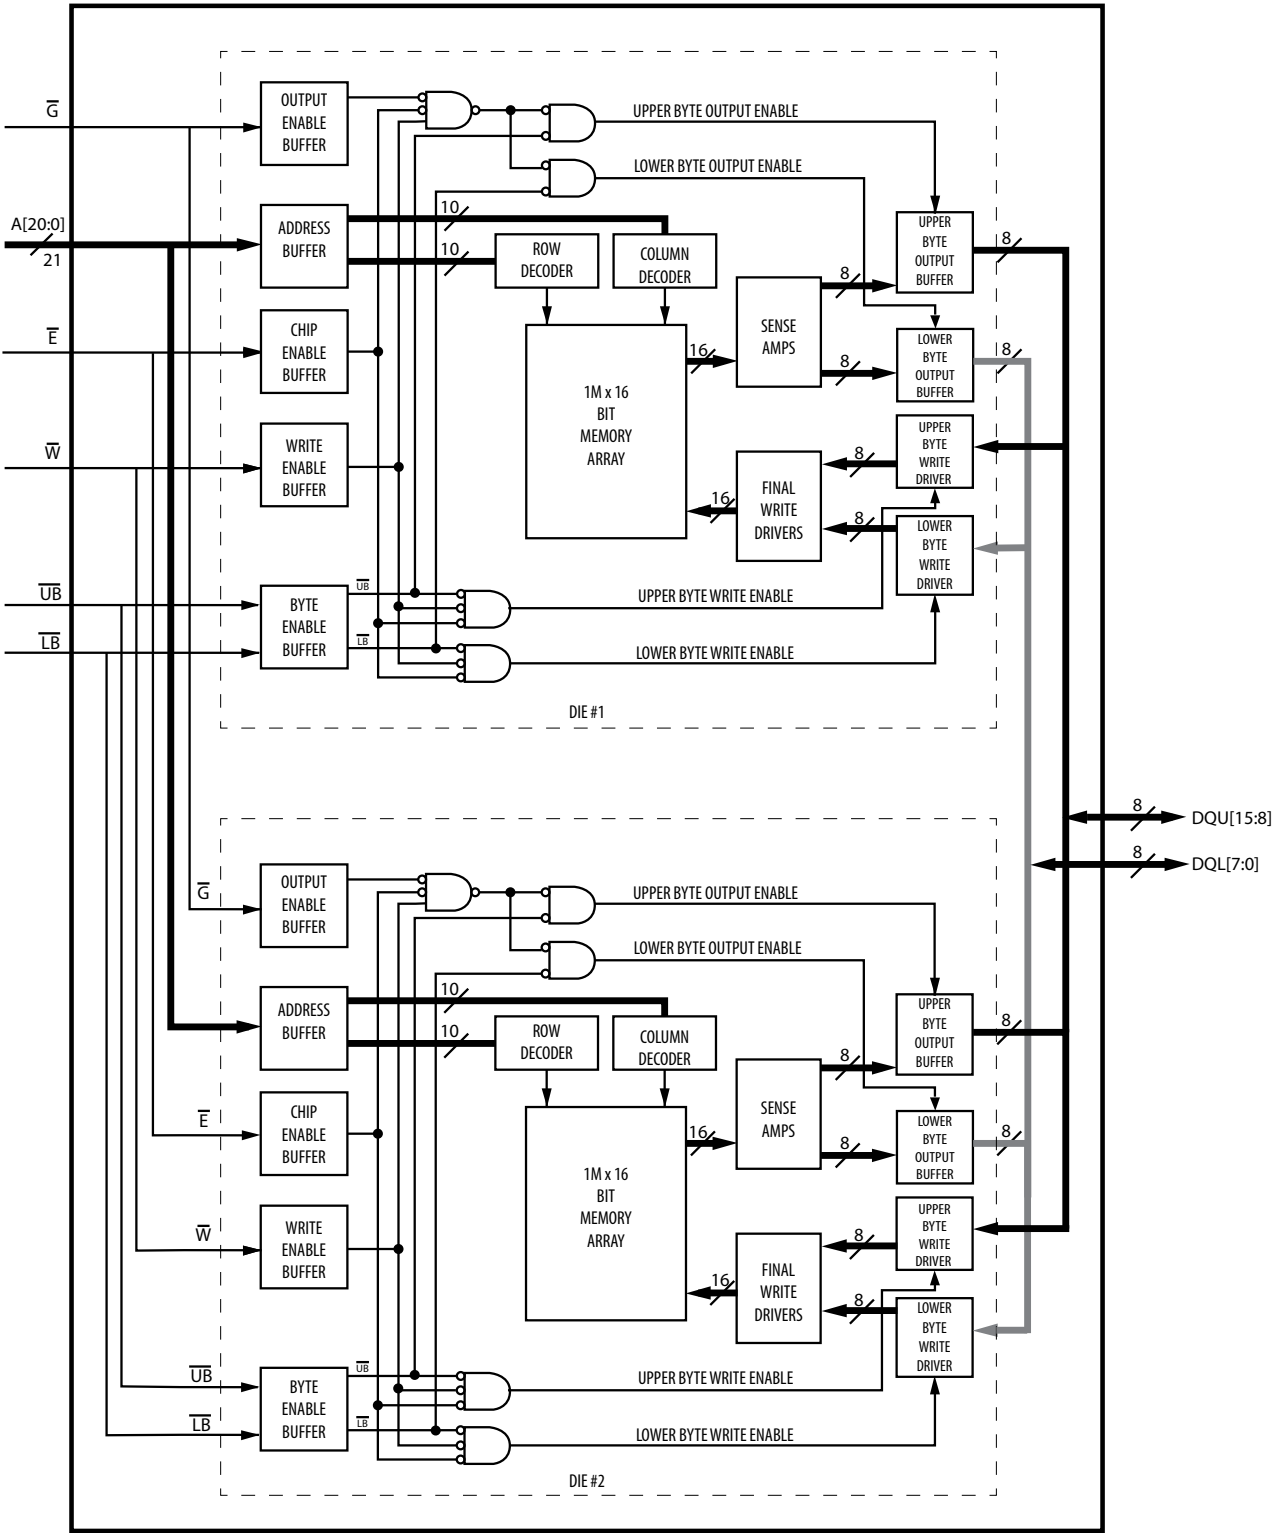 G̅
A[20:0]
21
E̅
W̅
U̅B̅
L̅B̅
OUTPUT
ENABLE
BUFFER
ADDRESS
BUFFER
CHIP
ENABLE
BUFFER
WRITE
ENABLE
BUFFER
BYTE
ENABLE
BUFFER
U̅B̅
L̅B̅
10
10
ROW
DECODER
COLUMN
DECODER
1M x 16
BIT
MEMORY
ARRAY
16
16
SENSE
AMPS
FINAL
WRITE
DRIVERS
8
8
8
8
UPPER BYTE OUTPUT ENABLE
LOWER BYTE OUTPUT ENABLE
UPPER
BYTE
OUTPUT
BUFFER
8
LOWER
BYTE
OUTPUT
BUFFER
8
UPPER
BYTE
WRITE
DRIVER
LOWER
BYTE
WRITE
DRIVER
UPPER BYTE WRITE ENABLE
LOWER BYTE WRITE ENABLE
DIE #1
8
DQU[15:8]
8
DQL[7:0]
G̅
E̅
W̅
U̅B̅
L̅B̅
OUTPUT
ENABLE
BUFFER
ADDRESS
BUFFER
CHIP
ENABLE
BUFFER
WRITE
ENABLE
BUFFER
BYTE
ENABLE
BUFFER
U̅B̅
L̅B̅
10
10
ROW
DECODER
COLUMN
DECODER
1M x 16
BIT
MEMORY
ARRAY
16
16
SENSE
AMPS
FINAL
WRITE
DRIVERS
8
8
8
8
UPPER BYTE OUTPUT ENABLE
LOWER BYTE OUTPUT ENABLE
UPPER
BYTE
OUTPUT
BUFFER
8
LOWER
BYTE
OUTPUT
BUFFER
8
UPPER
BYTE
WRITE
DRIVER
LOWER
BYTE
WRITE
DRIVER
UPPER BYTE WRITE ENABLE
LOWER BYTE WRITE ENABLE
DIE #2